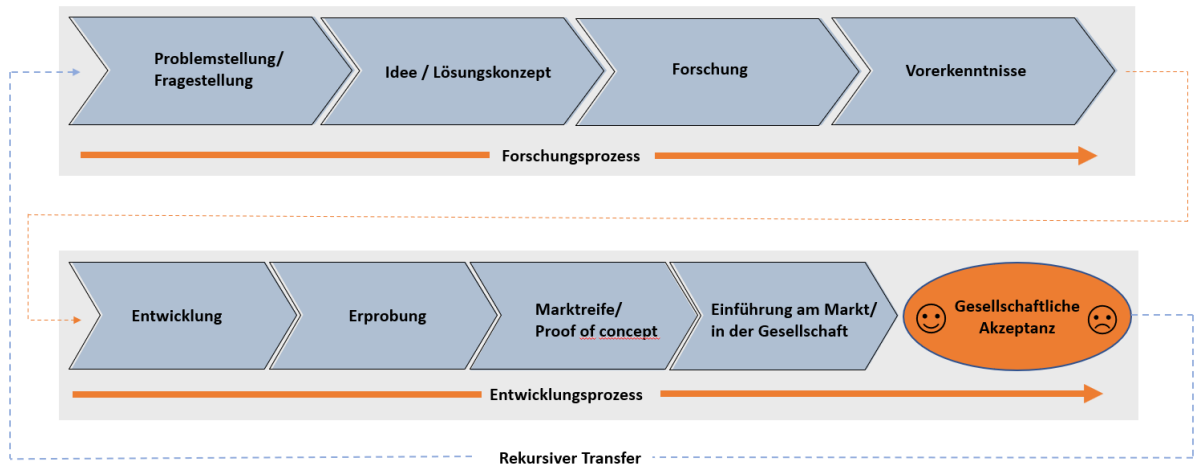 Problemstellung/
Fragestellung
Idee / Lösungskonzept
Forschung
Vorerkenntnisse
Forschungsprozess
Entwicklung
Erprobung
Marktreife/
Proof of concept
Einführung am Markt/
in der Gesellschaft
Gesellschaftliche
Akzeptanz
Entwicklungsprozess
Rekursiver Transfer